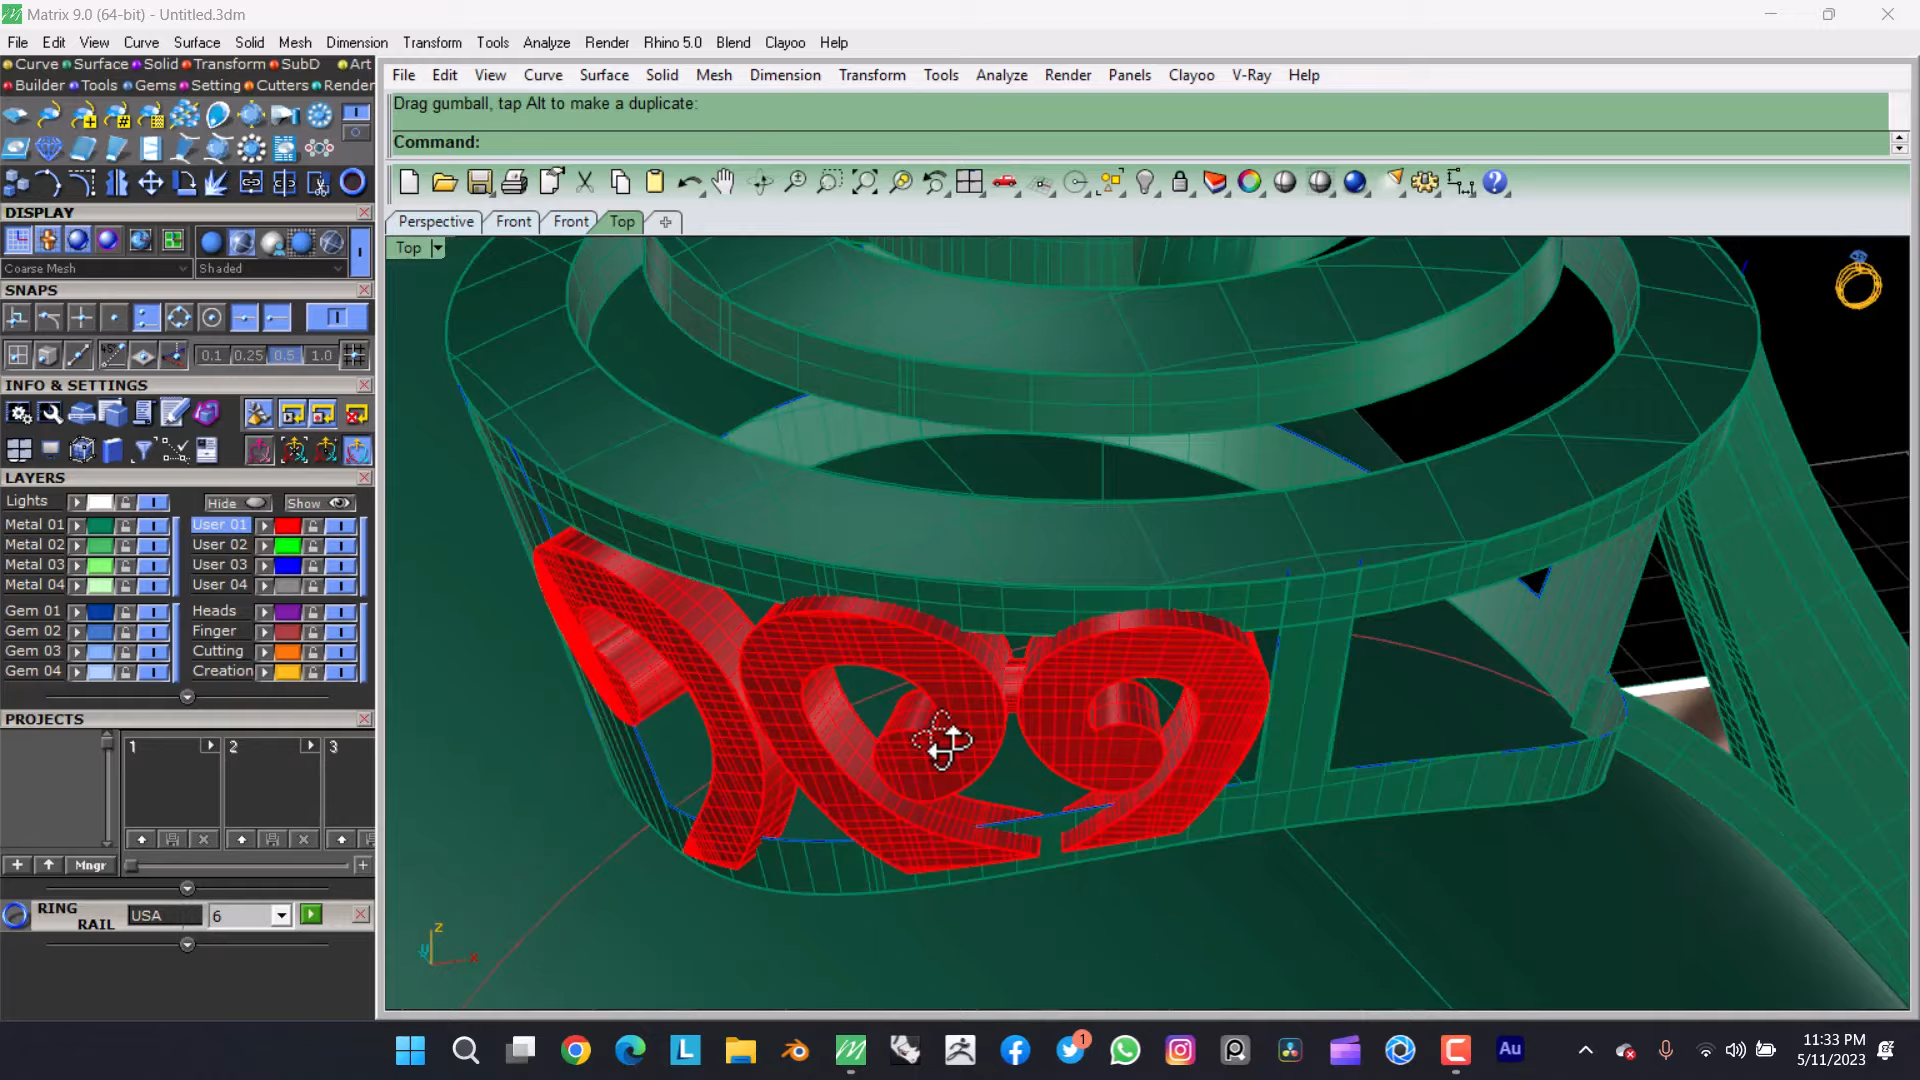 Matrix 9.0 (64-bit) - Untitled.3dm
File Edit View Curve Surface Solid Mesh Dimension Transform Tools Analyze Render Rhino 5.0 Blend Clayoo Help
Curve Surface Solid Transform SubD Art
Builder Tools Gems Setting Cutters Render
File Edit View Curve Surface Solid Mesh Dimension Transform Tools Analyze Render Panels Clayoo V-Ray Help
Drag gumball, tap Alt to make a duplicate:
Command:
Perspective Front Front Top
Top
DISPLAY
Coarse Mesh Shaded
SNAPS
0.1 0.25 0.5 1.0
INFO & SETTINGS
LAYERS
Lights Hide Show
Metal 01 User 01
Metal 02 User 02
Metal 03 User 03
Metal 04 User 04
Gem 01 Heads
Gem 02 Finger
Gem 03 Cutting
Gem 04 Creation
PROJECTS
1 2 3
Mngr
RING RAIL USA 6
z
y
x
L
1
Au
11:33 PM
5/11/2023